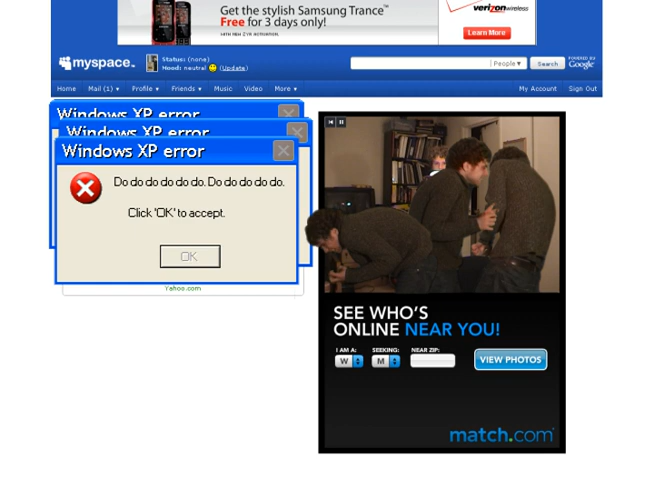 Get the stylish Samsung Trance™
Free for 3 days only!
verizon wireless
Learn More
myspace
Status: (none)
Mood: neutral (Update)
People
Search
POWERED BY
Google
Home Mail (1) Profile Friends Music Video More My Account Sign Out
Windows XP error
Windows XP error
Windows XP error
Do do do do do do. Do do do do do.
Click 'OK' to accept.
OK
Yahoo.com
SEE WHO'S
ONLINE NEAR YOU!
I AM A: SEEKING: NEAR ZIP:
W M VIEW PHOTOS
match.com